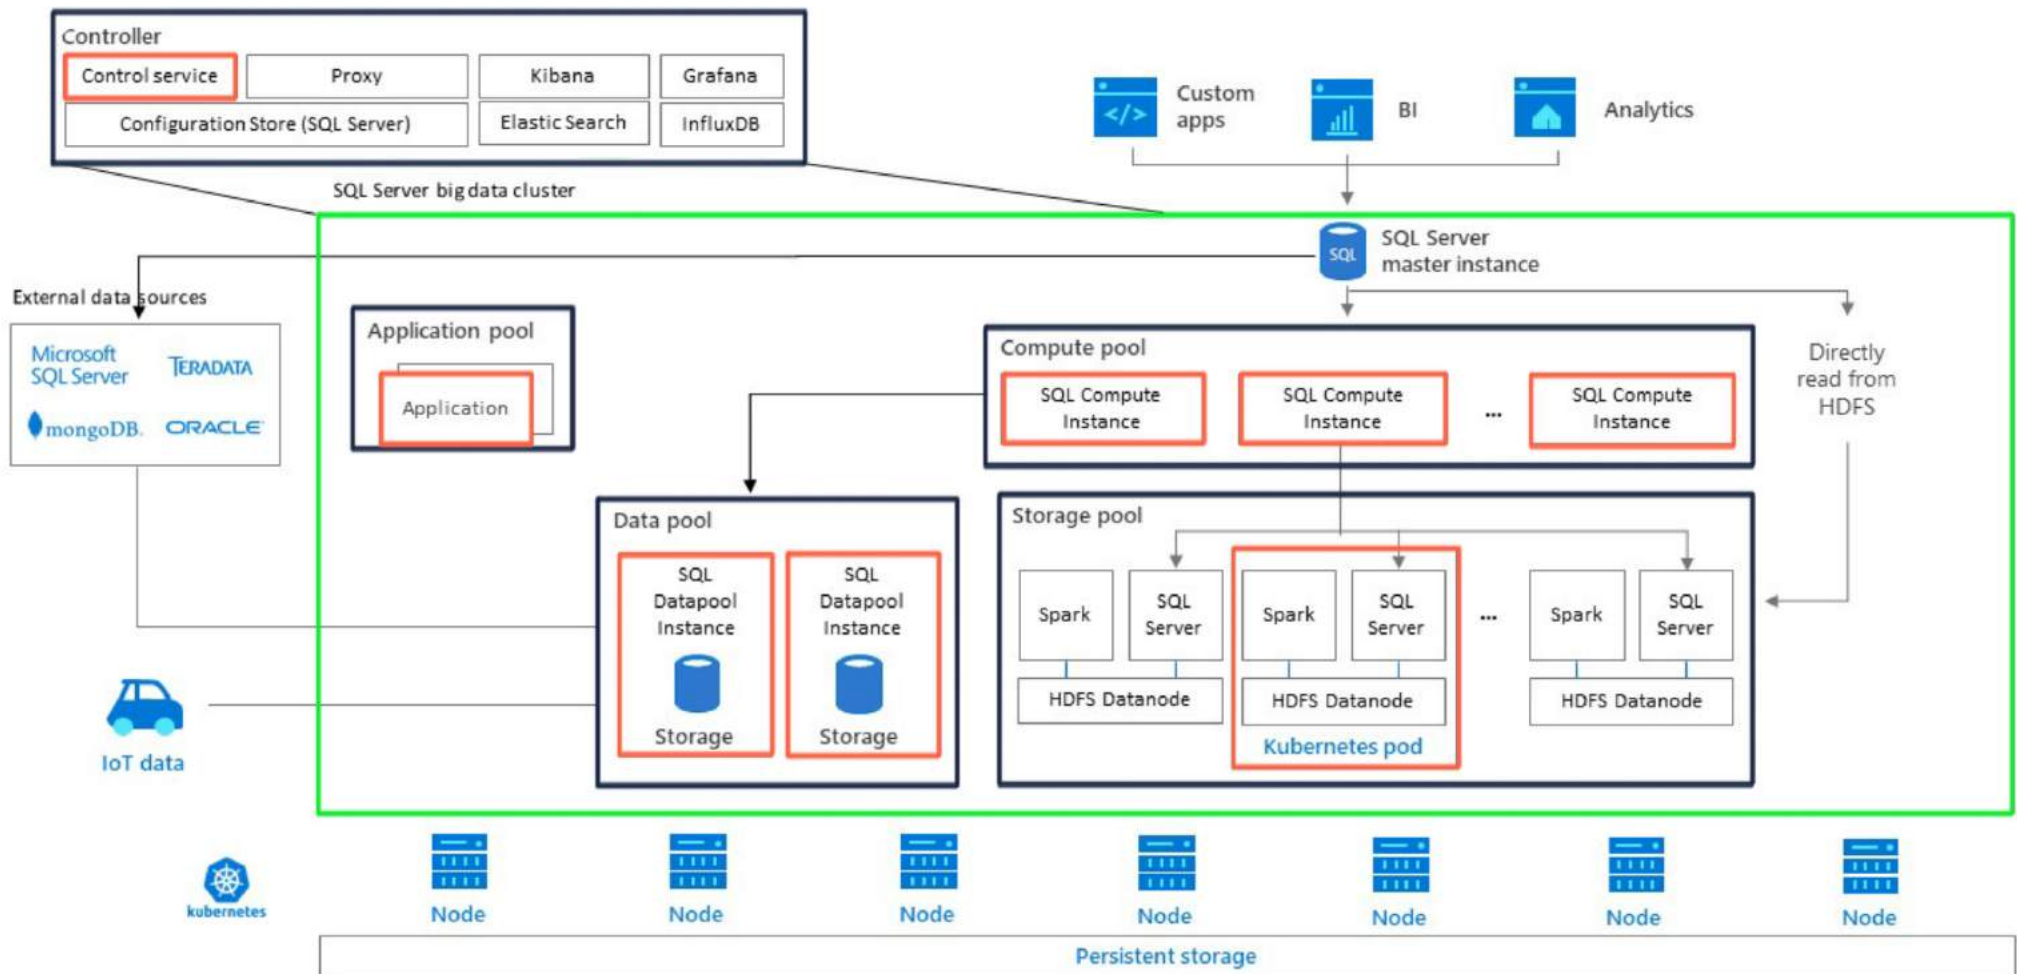 Controller
Control service
Proxy
Kibana
Grafana
Configuration Store (SQL Server)
Elastic Search
InfluxDB
Custom
apps
BI
Analytics
SQL Server big data cluster
SQL
SQL Server
master instance
External data sources
Microsoft
SQL Server
TERADATA
mongoDB.
ORACLE
Application pool
Application
Compute pool
SQL Compute
Instance
SQL Compute
Instance
...
SQL Compute
Instance
Directly
read from
HDFS
Data pool
SQL
Datapool
Instance
Storage
SQL
Datapool
Instance
Storage
Storage pool
Spark
SQL
Server
HDFS Datanode
Spark
SQL
Server
HDFS Datanode
Kubernetes pod
...
Spark
SQL
Server
HDFS Datanode
IoT data
kubernetes
Node
Node
Node
Node
Node
Node
Node
Persistent storage